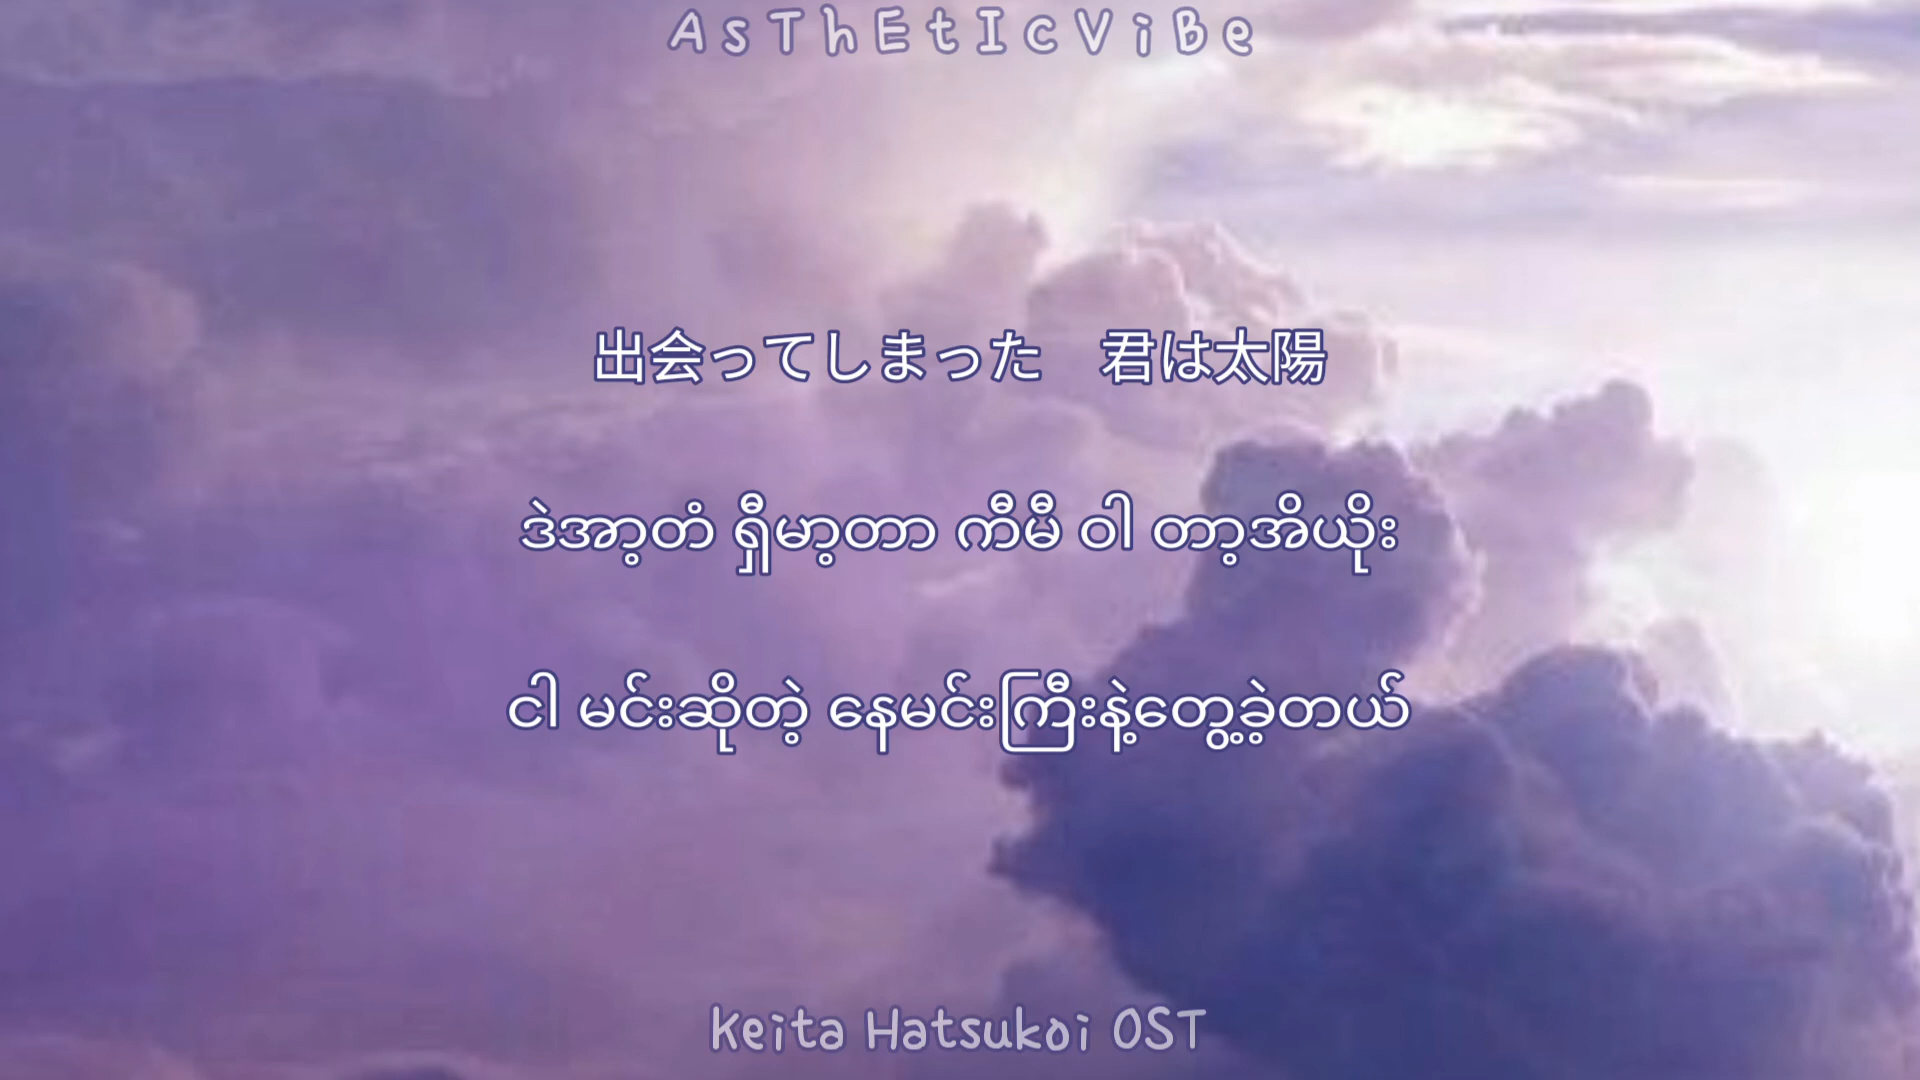 AsThEtIcViBe
出会ってしまった　君は太陽
ဒဲအာ့တံ ရှီမာ့တာ ကီမီ ဝါ တာ့အိယိုး
ငါ မင်းဆိုတဲ့ နေမင်းကြီးနဲ့တွေ့ခဲ့တယ်
Keita Hatsukoi OST